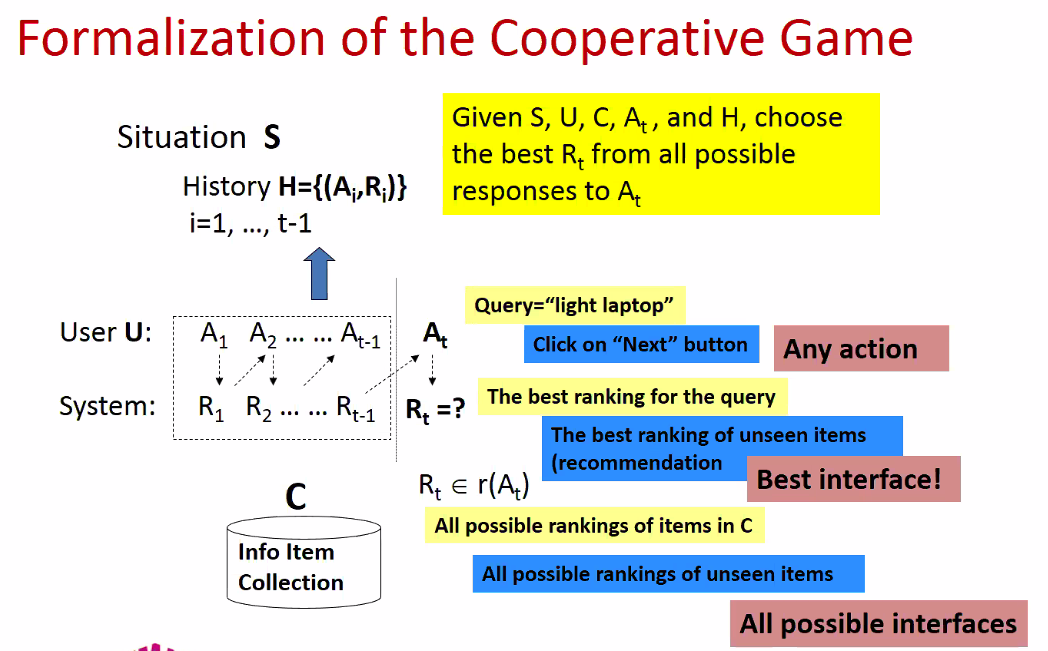 Formalization of the Cooperative Game
Situation S
History H={(Ai,Ri)}
i=1, …, t-1
Given S, U, C, At , and H, choose
the best Rt from all possible
responses to At
User U: A1 A2 … … At-1 At
Query=“light laptop”
Click on “Next” button
Any action
System: R1 R2 … … Rt-1 Rt =?
The best ranking for the query
The best ranking of unseen items
(recommendation
Best interface!
Rt ∈ r(At)
All possible rankings of items in C
All possible rankings of unseen items
All possible interfaces
C
Info Item
Collection